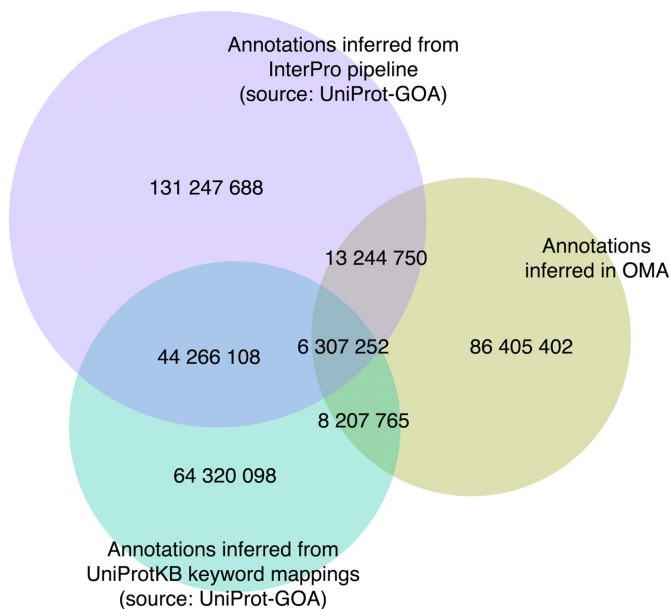 Annotations inferred from
InterPro pipeline
(source: UniProt-GOA)
131 247 688
13 244 750
Annotations
inferred in OMA
44 266 108
6 307 252
86 405 402
8 207 765
64 320 098
Annotations inferred from
UniProtKB keyword mappings
(source: UniProt-GOA)